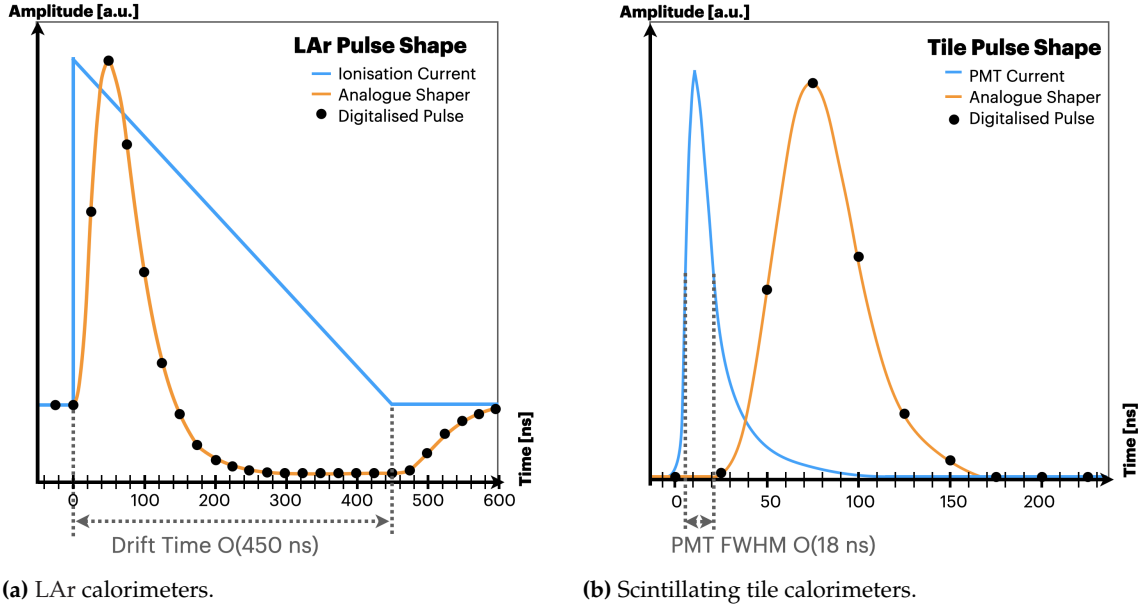 Amplitude [a.u.]
LAr Pulse Shape
Ionisation Current
Analogue Shaper
Digitalised Pulse
Time [ns]
0 100 200 300 400 500 600
Drift Time O(450 ns)
(a) LAr calorimeters.
Amplitude [a.u.]
Tile Pulse Shape
PMT Current
Analogue Shaper
Digitalised Pulse
Time [ns]
0 50 100 150 200
PMT FWHM O(18 ns)
(b) Scintillating tile calorimeters.